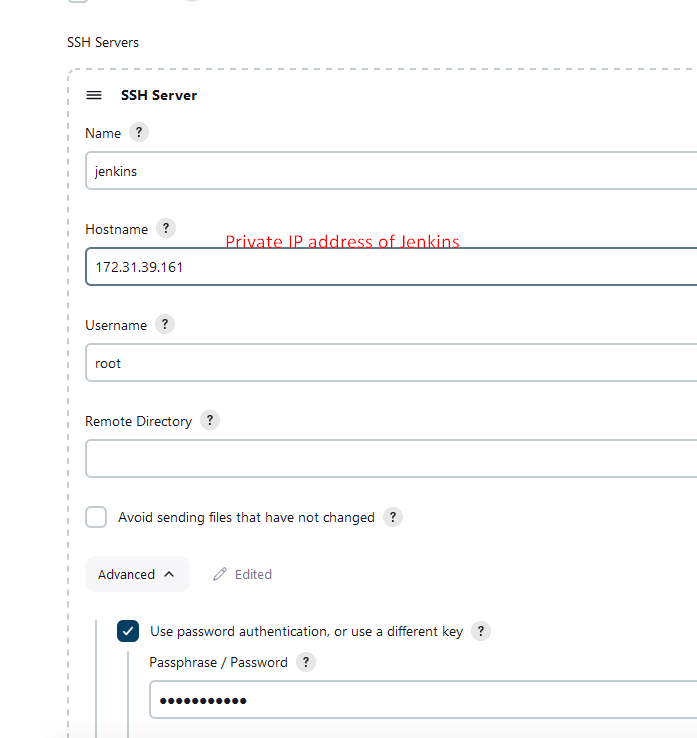 SSH Servers
SSH Server
Name ?
jenkins
Hostname ?
Private IP address of Jenkins
172.31.39.161
Username ?
root
Remote Directory ?
Avoid sending files that have not changed ?
Advanced Edited
Use password authentication, or use a different key ?
Passphrase / Password ?
•••••••••••